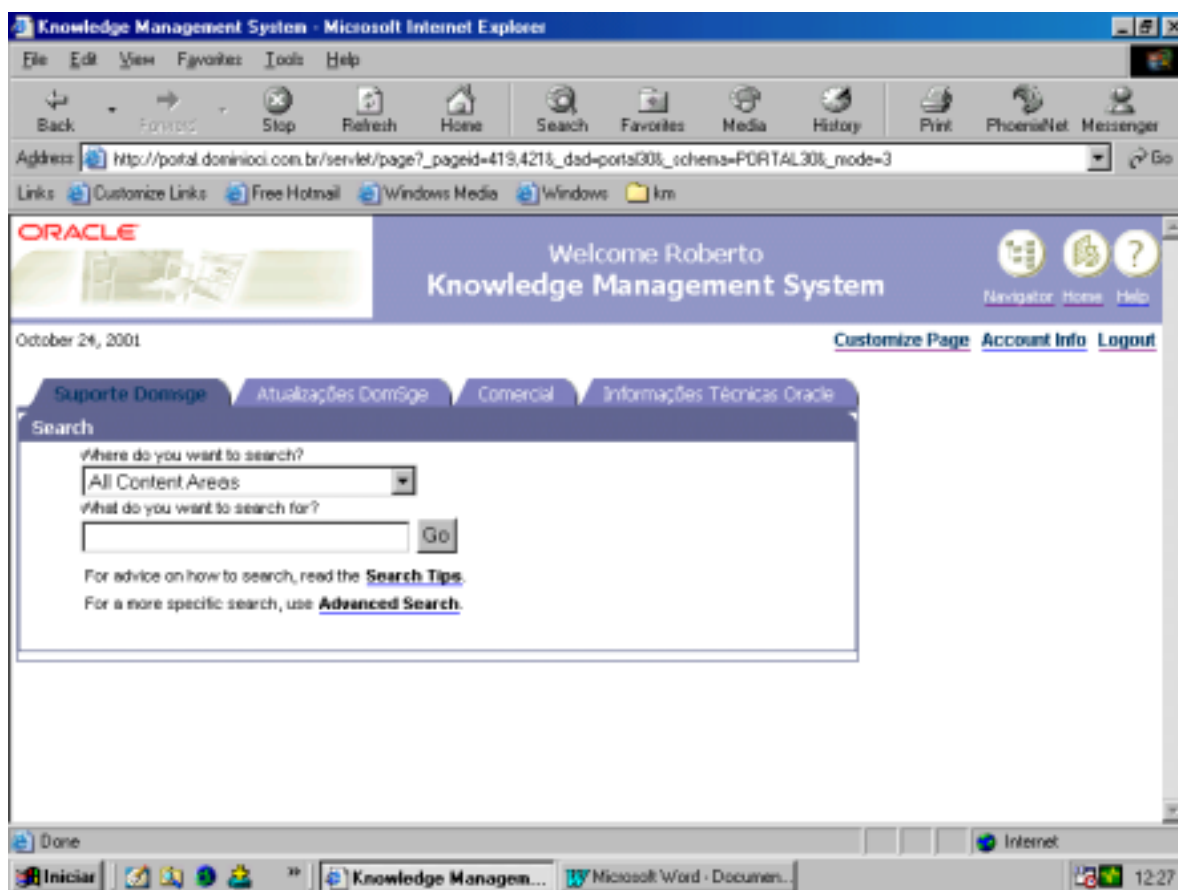 Knowledge Management System - Microsoft Internet Explorer
File Edit View Favorites Tools Help
Back Forward Stop Refresh Home Search Favorites Media History Print PhoenixNet Messenger
Address http://portal.dominioci.com.br/servlet/page?_pageid=419,421&_dad=portal30&_schema=PORTAL30&_mode=3 Go
Links Customize Links Free Hotmail Windows Media Windows km
ORACLE
Welcome Roberto
Knowledge Management System
Navigator Home Help
October 24, 2001
Customize Page Account Info Logout
Suporte Domsge Atualizações DomSge Comercial Informações Técnicas Oracle
Search
Where do you want to search?
All Content Areas
What do you want to search for?
Go
For advice on how to search, read the Search Tips.
For a more specific search, use Advanced Search.
Done Internet
Iniciar » Knowledge Managem... Microsoft Word - Documen... 12:27